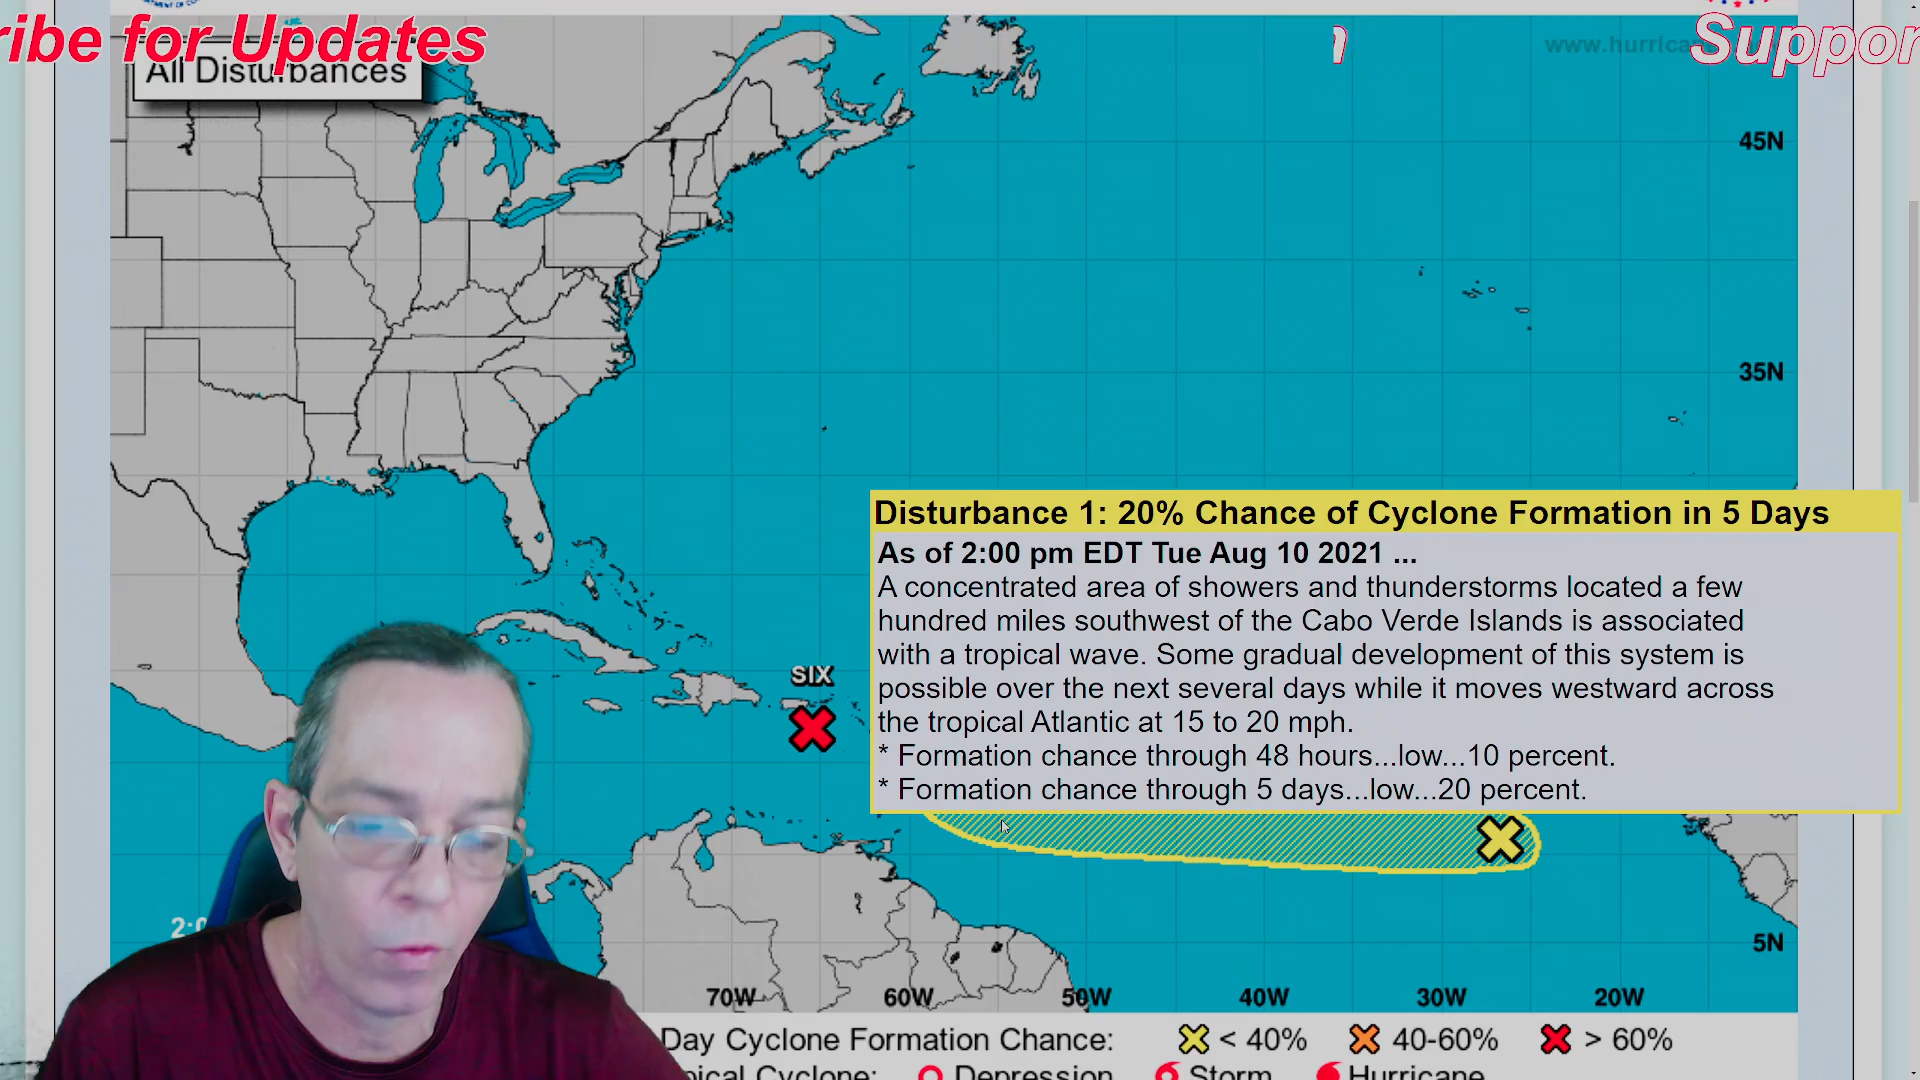 ribe for Updates
Suppor
www.hurric
All Disturbances
45N
35N
Disturbance 1: 20% Chance of Cyclone Formation in 5 Days
As of 2:00 pm EDT Tue Aug 10 2021 ...
A concentrated area of showers and thunderstorms located a few
hundred miles southwest of the Cabo Verde Islands is associated
with a tropical wave. Some gradual development of this system is
possible over the next several days while it moves westward across
the tropical Atlantic at 15 to 20 mph.
* Formation chance through 48 hours...low...10 percent.
* Formation chance through 5 days...low...20 percent.
SIX
5N
70W 60W 50W 40W 30W 20W
Day Cyclone Formation Chance: < 40% 40-60% > 60%
pical Cyclone: Depression Storm Hurricane